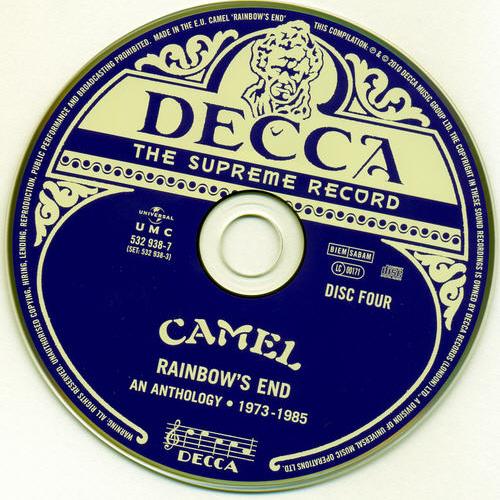 WARNING: ALL RIGHTS RESERVED. UNAUTHORISED COPYING, HIRING, LENDING, REPRODUCTION, PUBLIC PERFORMANCE AND BROADCASTING PROHIBITED. MADE IN THE E.U. CAMEL "RAINBOW'S END"
THIS COMPILATION: ℗ & © 2010 DECCA MUSIC GROUP LTD. THE COPYRIGHT IN THESE SOUND RECORDINGS IS OWNED BY DECCA RECORDS (LONDON) LTD., A DIVISION OF UNIVERSAL MUSIC OPERATIONS LTD.
DECCA
THE SUPREME RECORD
UNIVERSAL
UMC
532 938-7
(SET: 532 938-3)
BIEM/SABAM
LC 00171
DISC FOUR
CAMEL
RAINBOW'S END
AN ANTHOLOGY • 1973-1985
DECCA